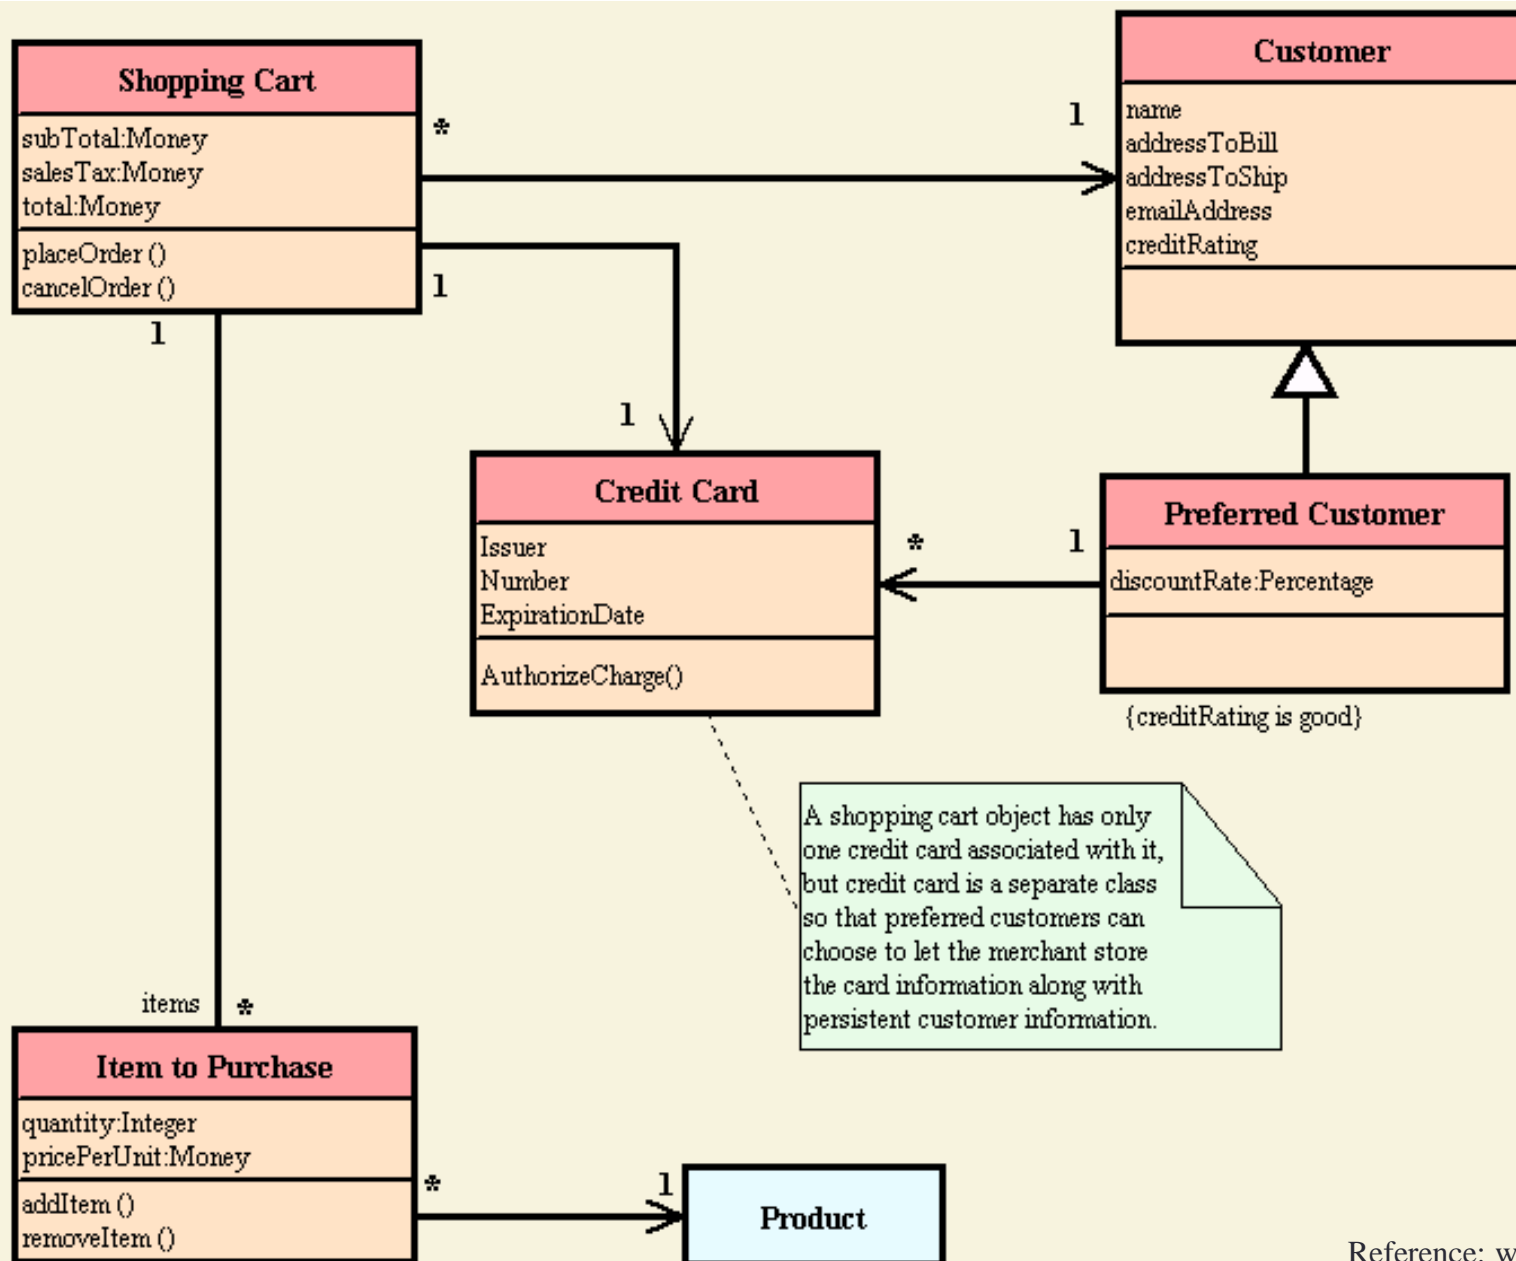 Shopping Cart
subTotal:Money
salesTax:Money
total:Money
placeOrder ()
cancelOrder ()
*
1
Customer
name
addressToBill
addressToShip
emailAddress
creditRating
1
1
1
Credit Card
Issuer
Number
ExpirationDate
AuthorizeCharge()
*
1
Preferred Customer
discountRate:Percentage
{creditRating is good}
A shopping cart object has only
one credit card associated with it,
but credit card is a separate class
so that preferred customers can
choose to let the merchant store
the card information along with
persistent customer information.
items *
Item to Purchase
quantity:Integer
pricePerUnit:Money
addItem ()
removeItem ()
*
1
Product
Reference: